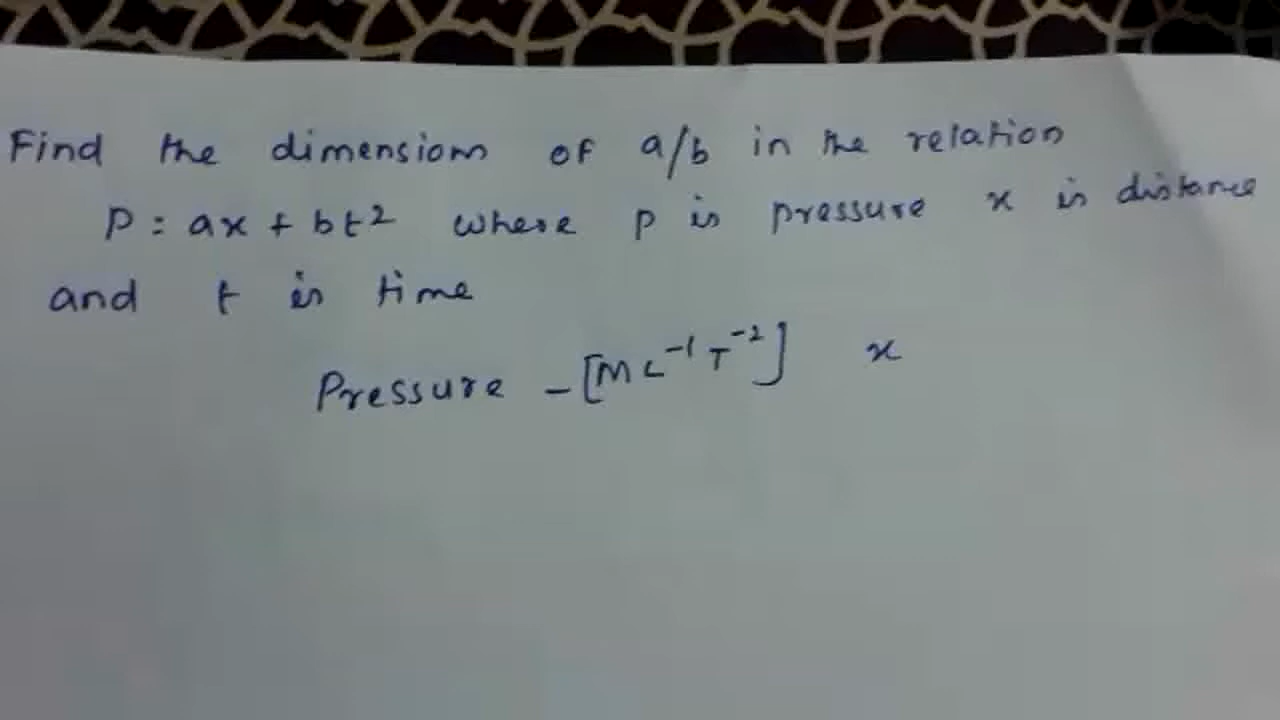 Find the dimension of a/b in the relation
P = ax + bt² where p is pressure x is distance
and t is time
Pressure - [ML⁻¹T⁻²] x